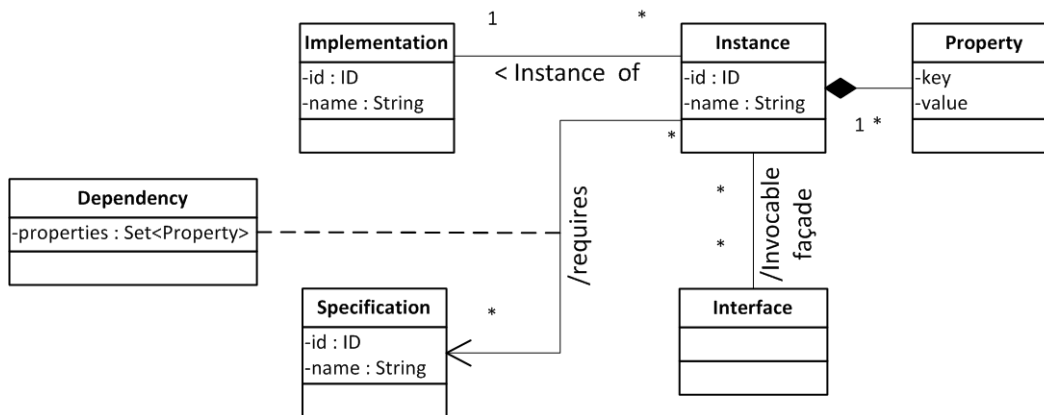 1
*
Implementation
-id : ID
-name : String
< Instance of
Instance
-id : ID
-name : String
Property
-key
-value
1 *
*
Dependency
-properties : Set<Property>
/requires
*
*
/Invocable
façade
Specification
-id : ID
-name : String
*
Interface